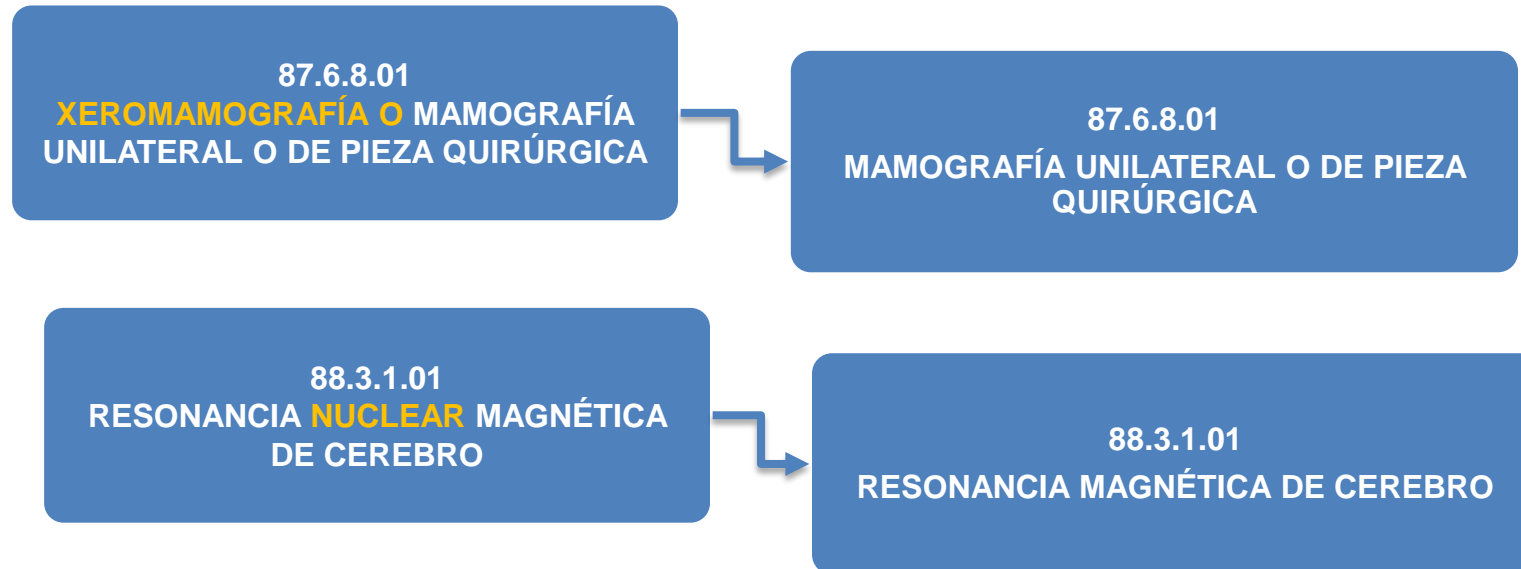 87.6.8.01
XEROMAMOGRAFÍA O MAMOGRAFÍA
UNILATERAL O DE PIEZA QUIRÚRGICA
87.6.8.01
MAMOGRAFÍA UNILATERAL O DE PIEZA
QUIRÚRGICA
88.3.1.01
RESONANCIA NUCLEAR MAGNÉTICA
DE CEREBRO
88.3.1.01
RESONANCIA MAGNÉTICA DE CEREBRO